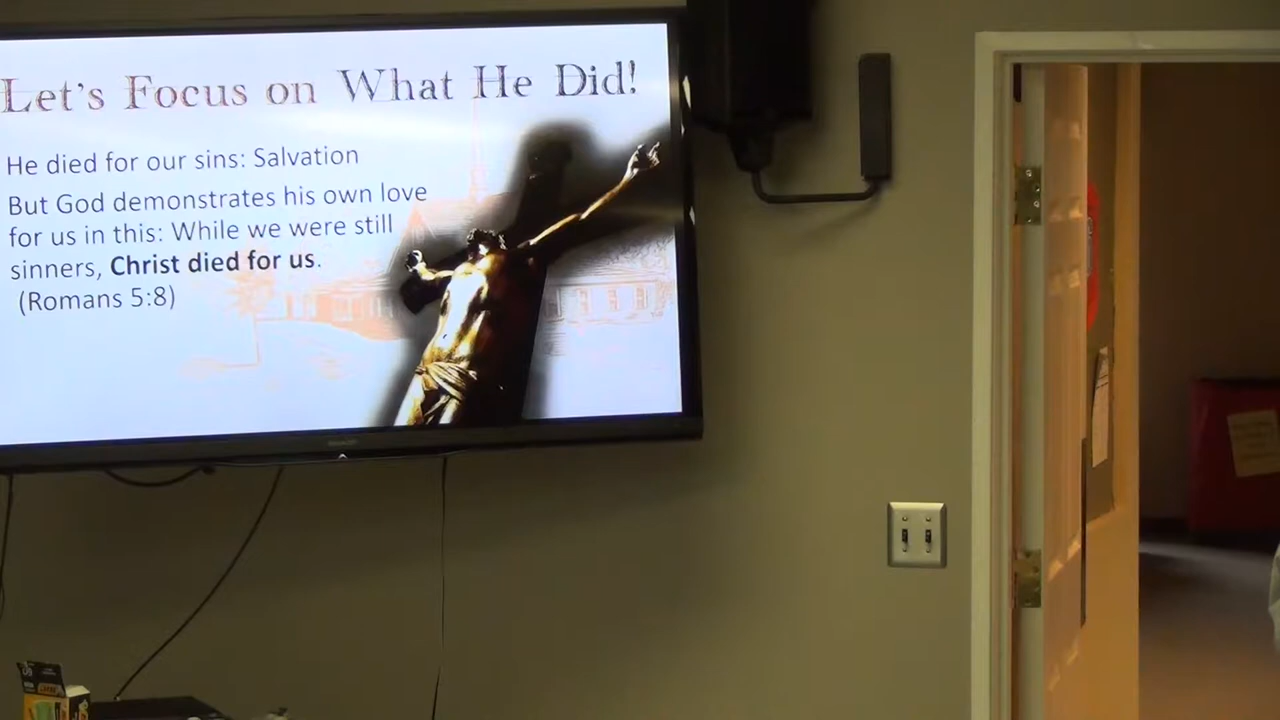 Let's Focus on What He Did!
He died for our sins: Salvation
But God demonstrates his own love
for us in this: While we were still
sinners, Christ died for us.
(Romans 5:8)